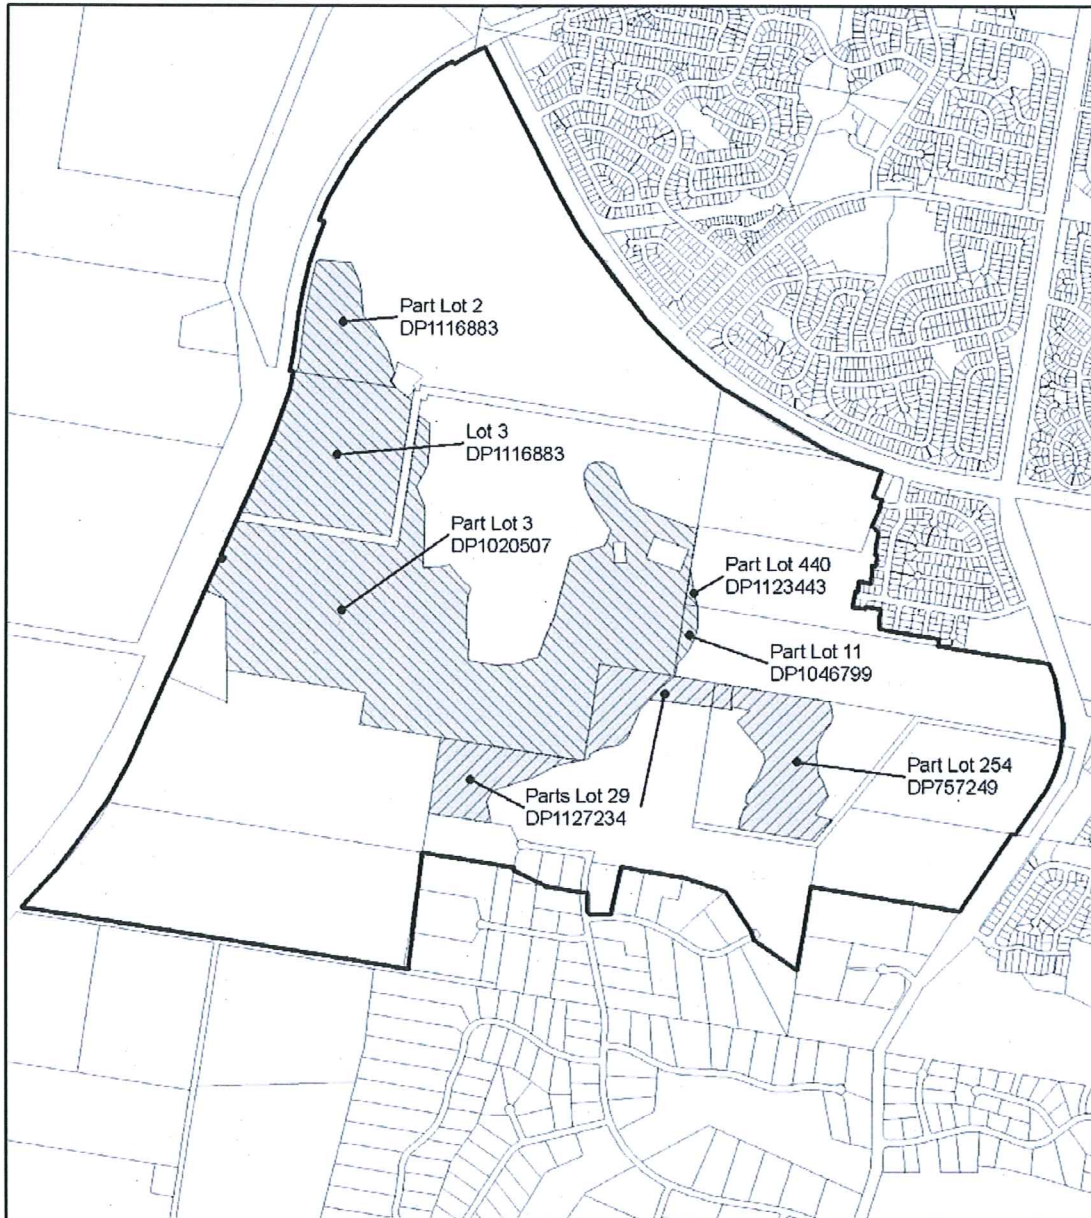 Part Lot 2
DP1116883
Lot 3
DP1116883
Part Lot 3
DP1020507
Part Lot 440
DP1123443
Part Lot 11
DP1046799
Part Lot 254
DP757249
Parts Lot 29
DP1127234